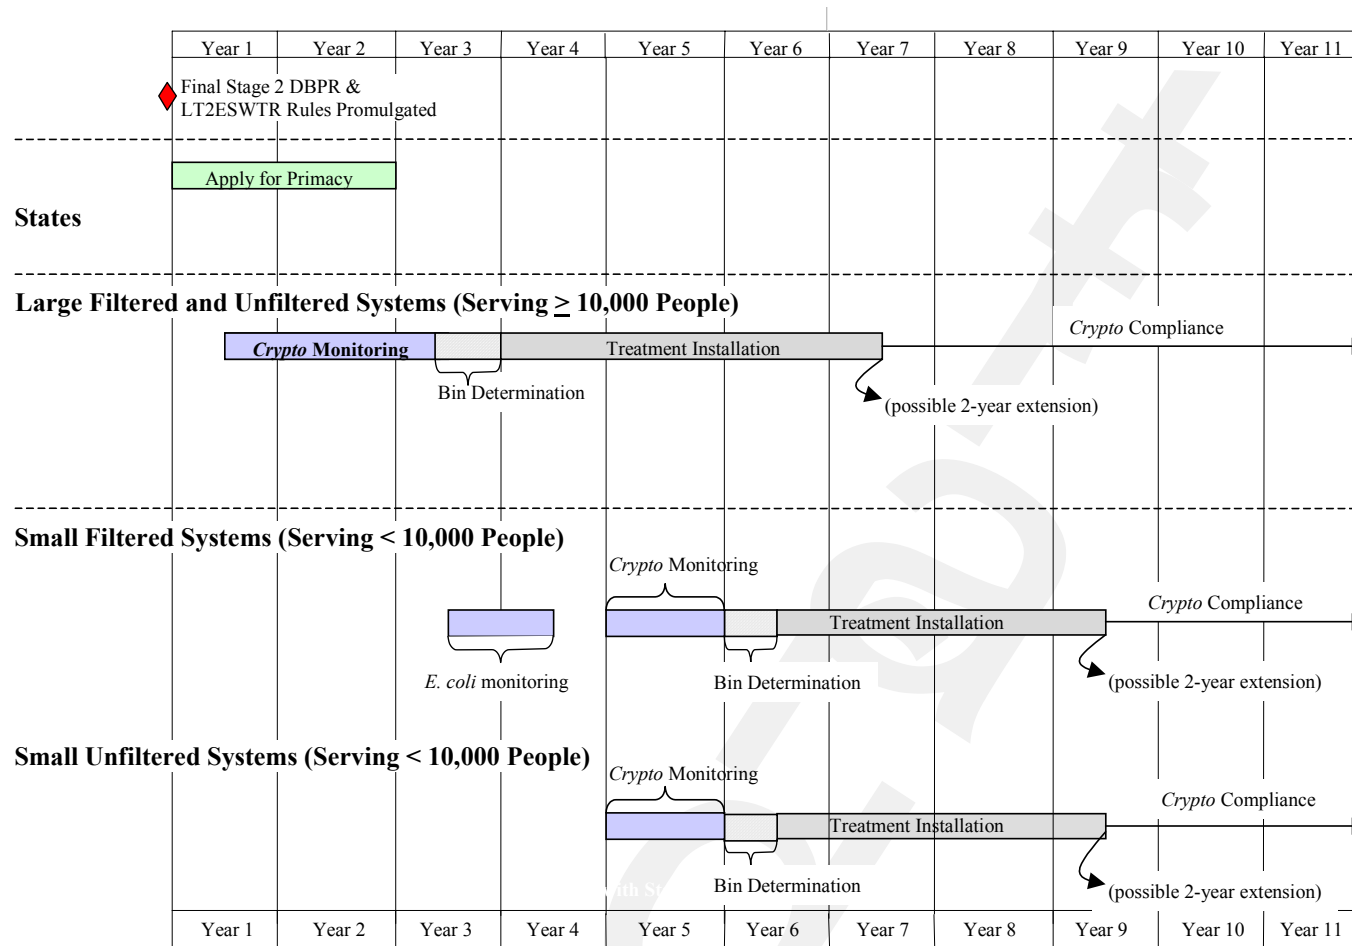 Year 1 Year 2 Year 3 Year 4 Year 5 Year 6 Year 7 Year 8 Year 9 Year 10 Year 11
Final Stage 2 DBPR &
LT2ESWTR Rules Promulgated
Apply for Primacy
States
Large Filtered and Unfiltered Systems (Serving ≥ 10,000 People)
Crypto Compliance
Crypto Monitoring
Treatment Installation
Bin Determination
(possible 2-year extension)
Small Filtered Systems (Serving < 10,000 People)
Crypto Monitoring
Crypto Compliance
Treatment Installation
E. coli monitoring
Bin Determination
(possible 2-year extension)
Small Unfiltered Systems (Serving < 10,000 People)
Crypto Monitoring
Crypto Compliance
Treatment Installation
Bin Determination
(possible 2-year extension)
Year 1 Year 2 Year 3 Year 4 Year 5 Year 6 Year 7 Year 8 Year 9 Year 10 Year 11